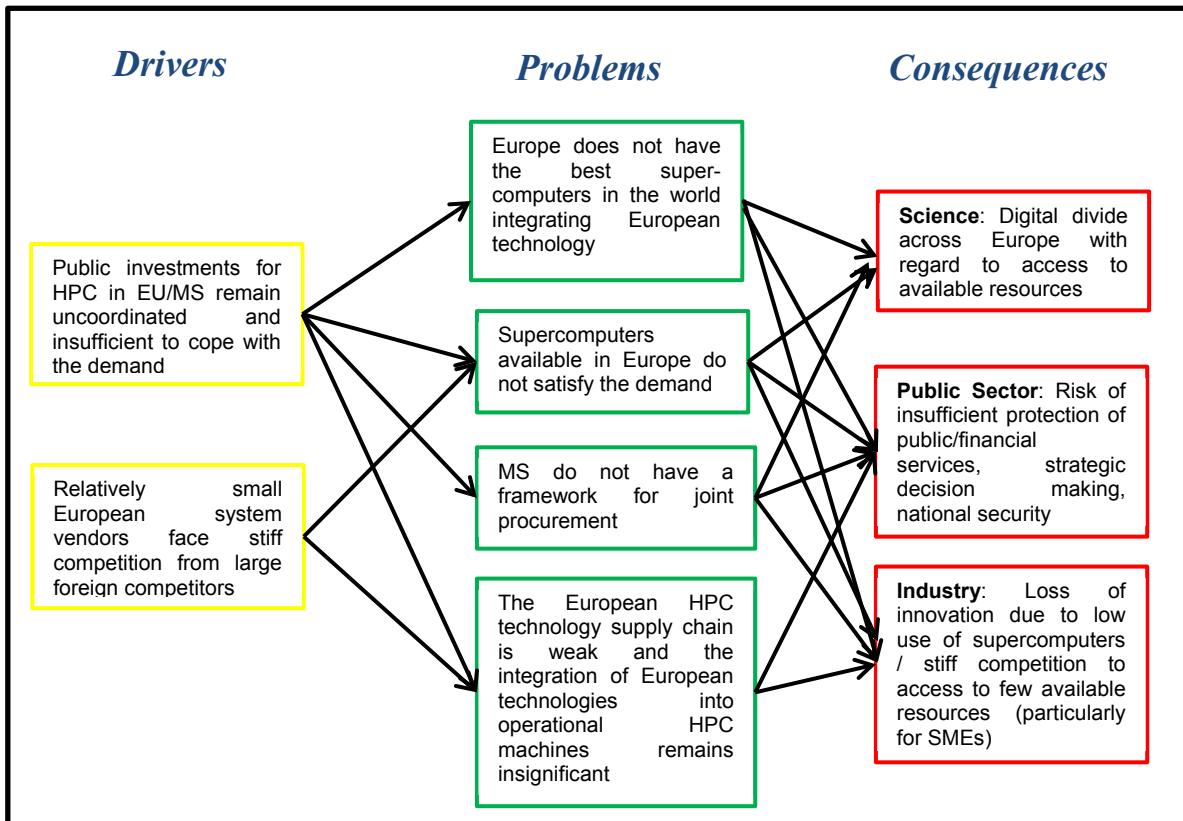 Drivers
Problems
Consequences
Public investments for
HPC in EU/MS remain
uncoordinated and
insufficient to cope with
the demand
Relatively small
European system
vendors face stiff
competition from large
foreign competitors
Europe does not have
the best super-
computers in the world
integrating European
technology
Supercomputers
available in Europe do
not satisfy the demand
MS do not have a
framework for joint
procurement
The European HPC
technology supply chain
is weak and the
integration of European
technologies into
operational HPC
machines remains
insignificant
Science: Digital divide
across Europe with
regard to access to
available resources
Public Sector: Risk of
insufficient protection of
public/financial
services, strategic
decision making,
national security
Industry: Loss of
innovation due to low
use of supercomputers
/ stiff competition to
access to few available
resources (particularly
for SMEs)